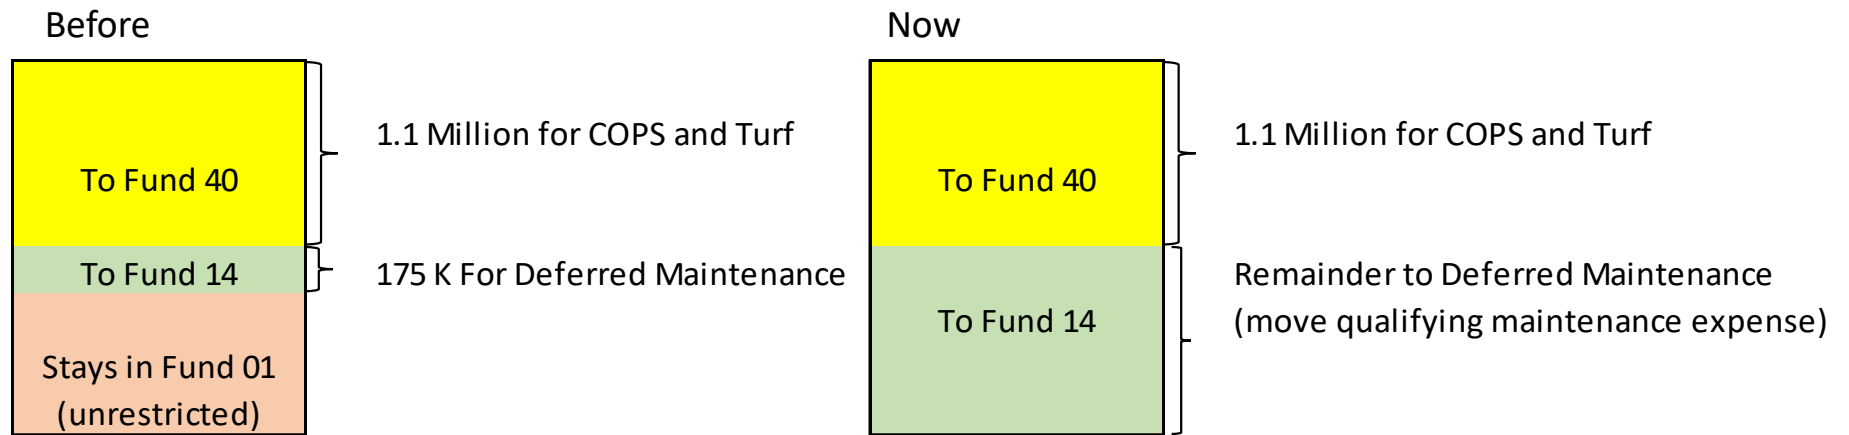 Before
To Fund 40
1.1 Million for COPS and Turf
To Fund 14
175 K For Deferred Maintenance
Stays in Fund 01
(unrestricted)
Now
To Fund 40
1.1 Million for COPS and Turf
To Fund 14
Remainder to Deferred Maintenance
(move qualifying maintenance expense)